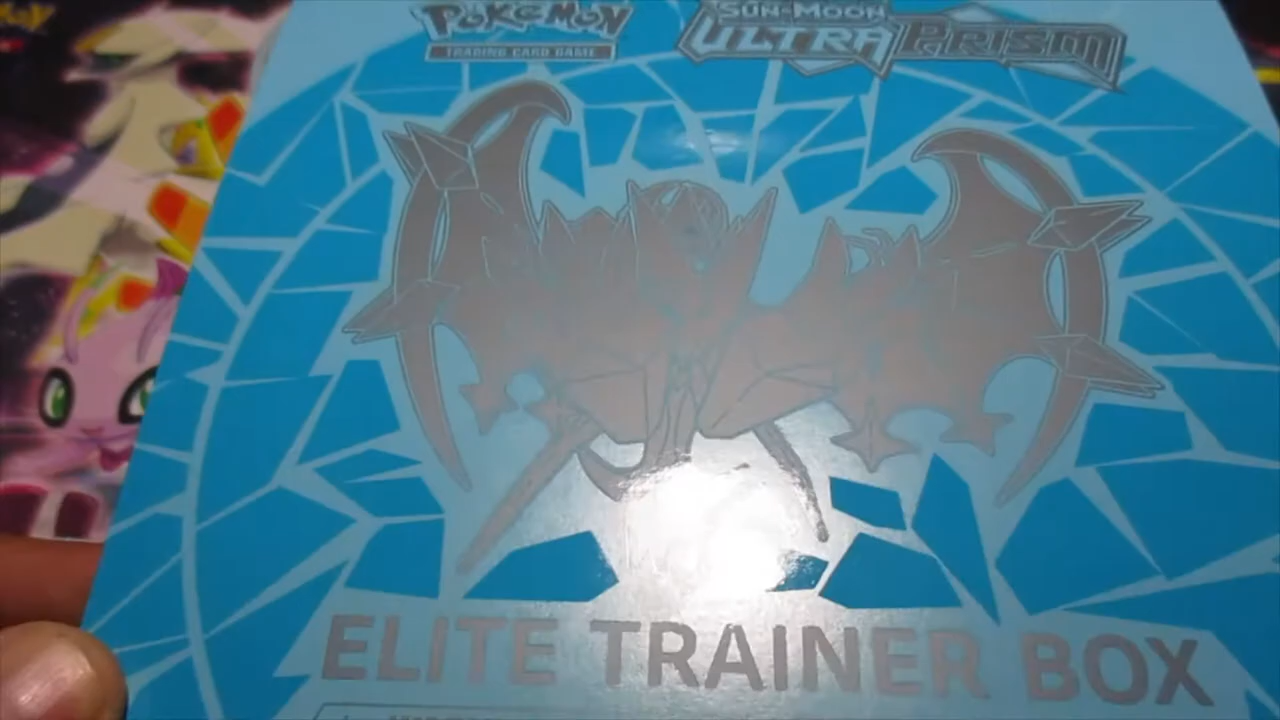 POKéMON
TRADING CARD GAME
SUN & MOON
ULTRA PRISM
ELITE TRAINER BOX